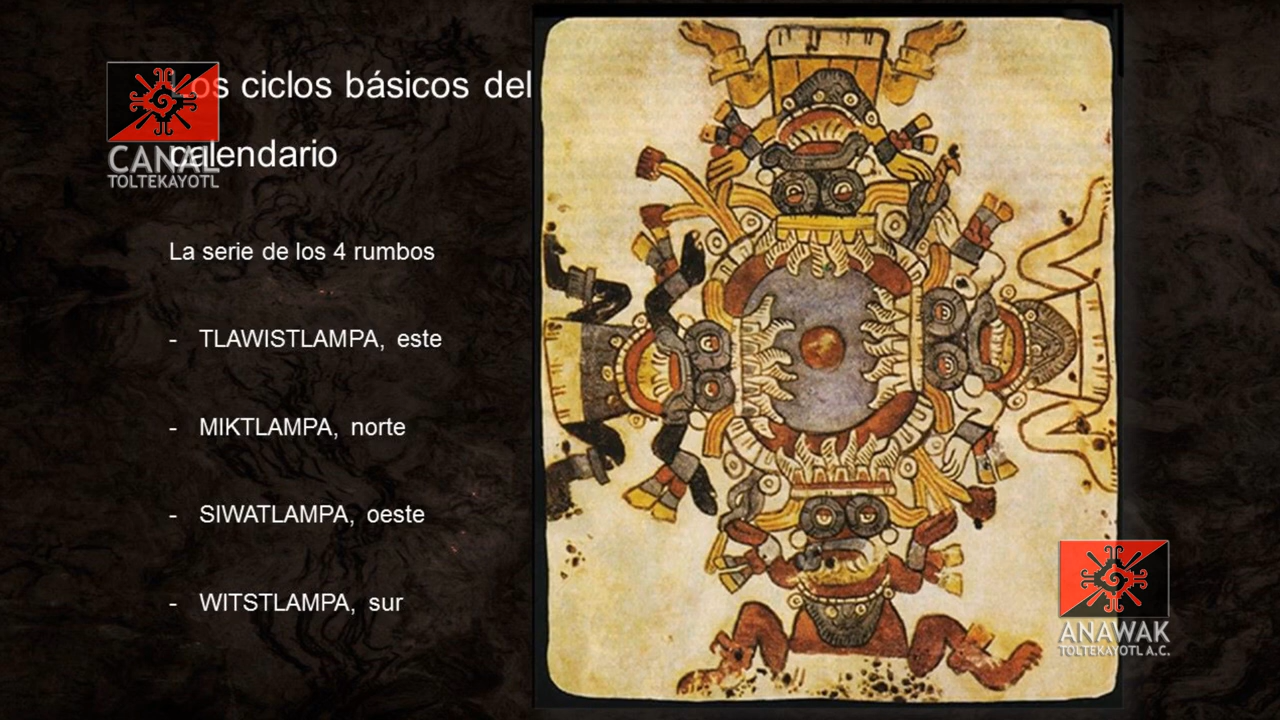 Los ciclos básicos del
calendario
CANAL
TOLTEKAYOTL
La serie de los 4 rumbos
- TLAWISTLAMPA, este
- MIKTLAMPA, norte
- SIWATLAMPA, oeste
- WITSTLAMPA, sur
ANAWAK
TOLTEKAYOTL A.C.